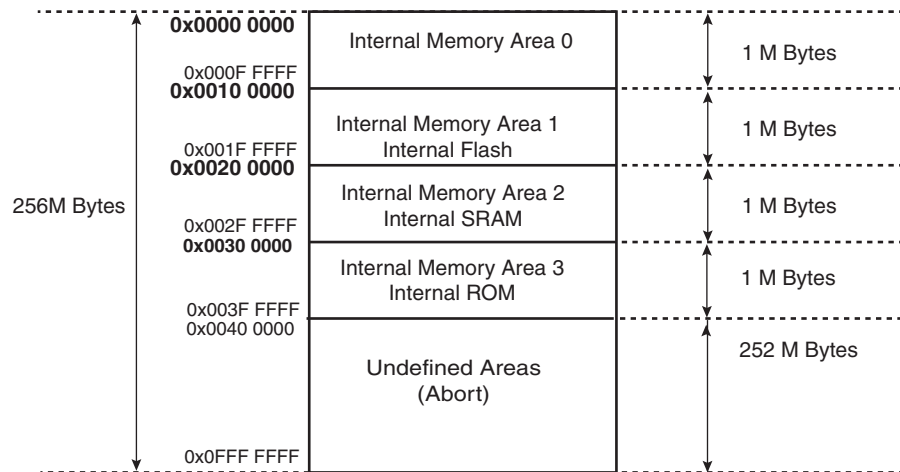 0x0000 0000
Internal Memory Area 0
1 M Bytes
0x000F FFFF
0x0010 0000
Internal Memory Area 1
Internal Flash
1 M Bytes
0x001F FFFF
0x0020 0000
256M Bytes
Internal Memory Area 2
Internal SRAM
1 M Bytes
0x002F FFFF
0x0030 0000
Internal Memory Area 3
Internal ROM
1 M Bytes
0x003F FFFF
0x0040 0000
252 M Bytes
Undefined Areas
(Abort)
0x0FFF FFFF